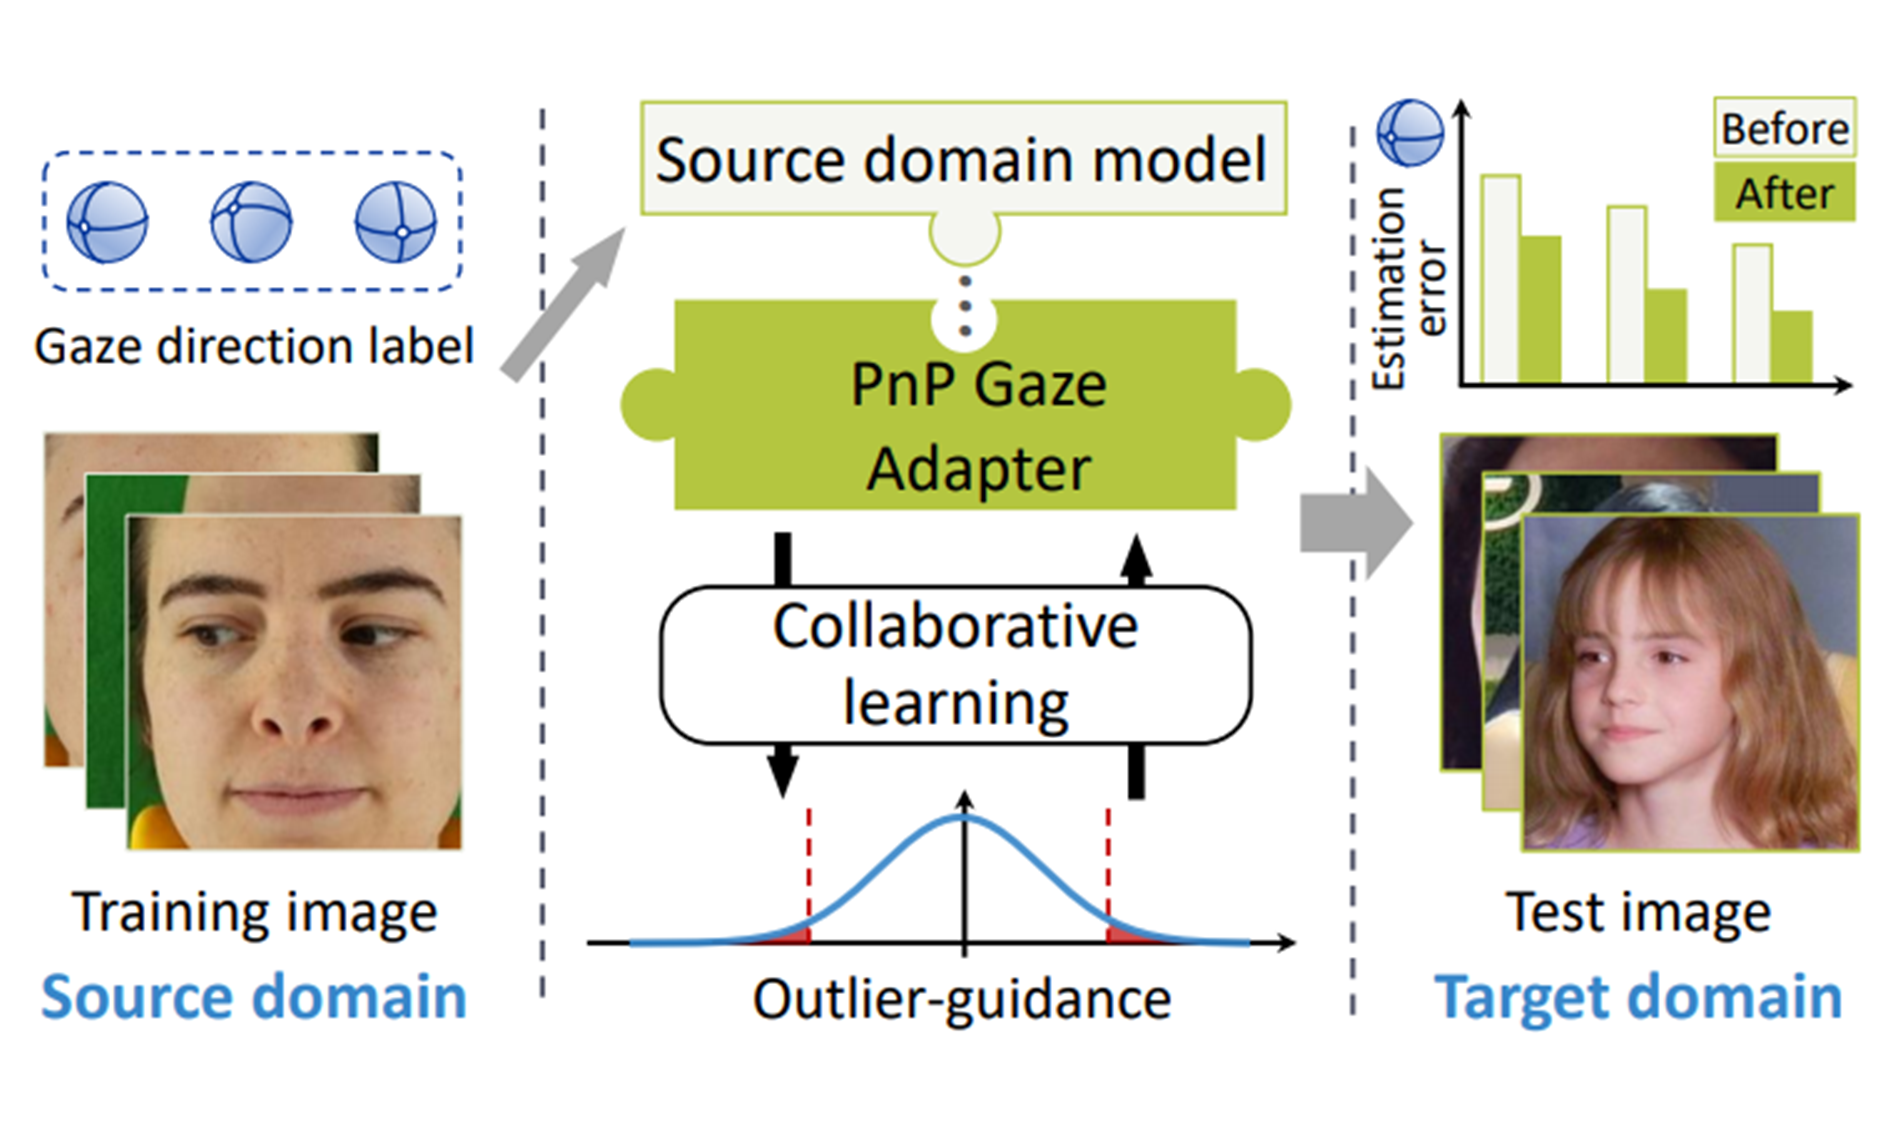 Gaze direction label
Training image
Source domain
Source domain model
PnP Gaze
Adapter
Collaborative
learning
Outlier-guidance
Estimation
error
Before
After
Test image
Target domain